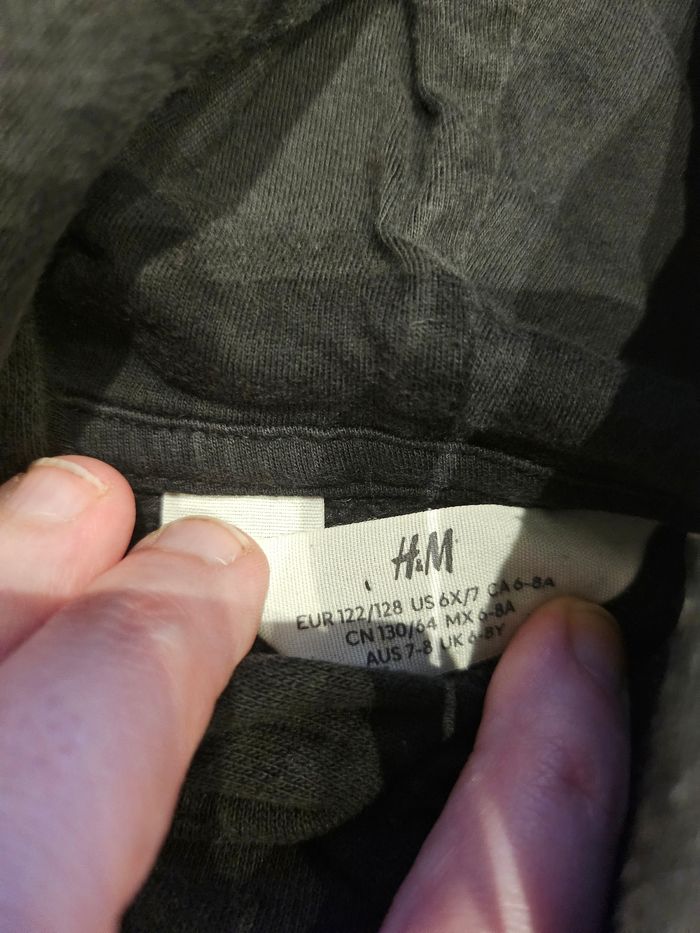 H&M
EUR 122/128 US 6X/7 CA 6-8A
CN 130/64 MX 6-8A
AUS 7-8 UK 6-8Y